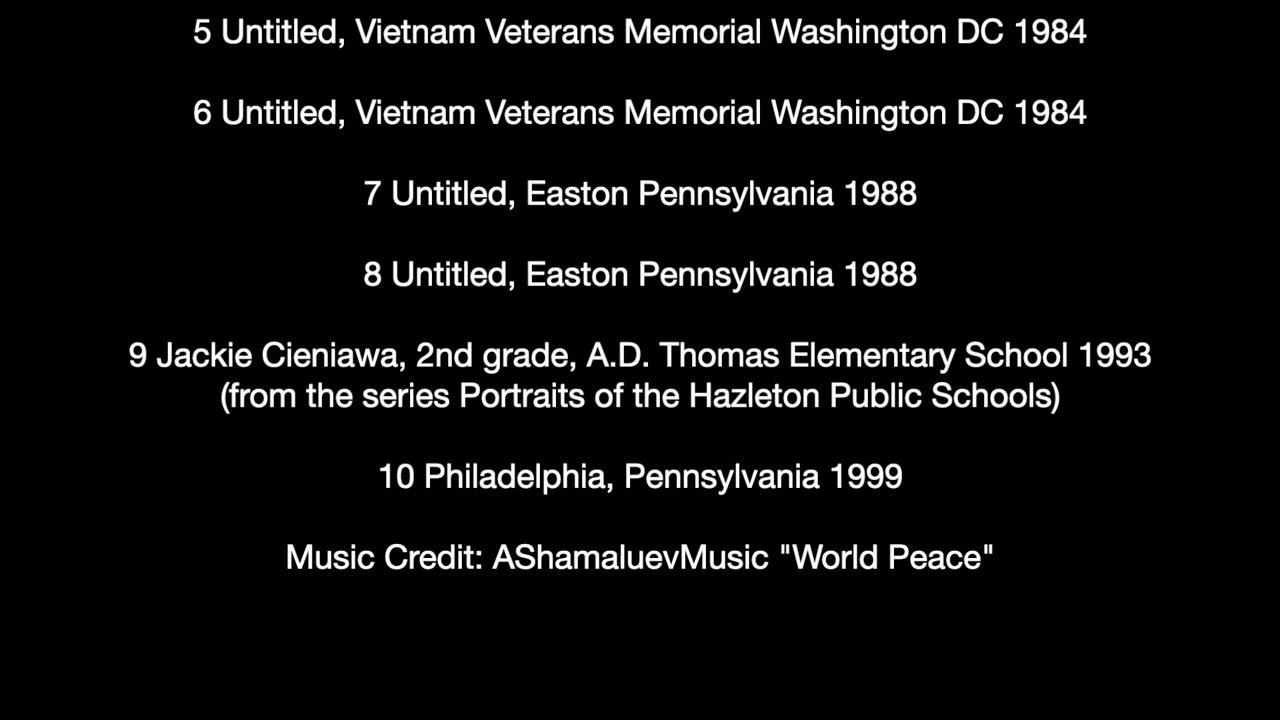 5 Untitled, Vietnam Veterans Memorial Washington DC 1984
6 Untitled, Vietnam Veterans Memorial Washington DC 1984
7 Untitled, Easton Pennsylvania 1988
8 Untitled, Easton Pennsylvania 1988
9 Jackie Cieniawa, 2nd grade, A.D. Thomas Elementary School 1993
(from the series Portraits of the Hazleton Public Schools)
10 Philadelphia, Pennsylvania 1999
Music Credit: AShamaluevMusic "World Peace"